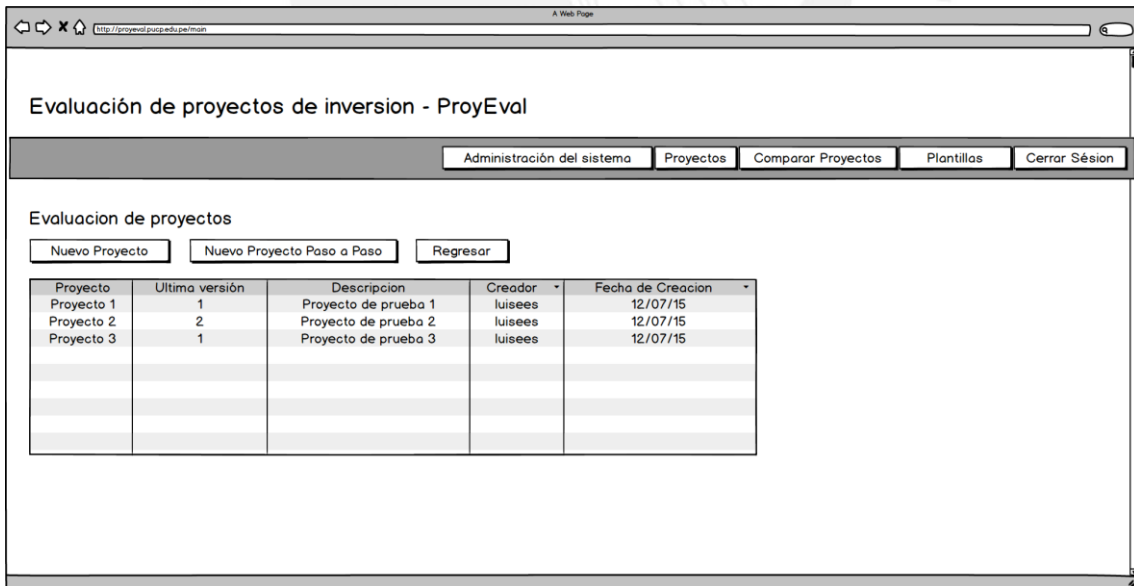 A Web Page
http://proyeval.pucp.edu.pe/main
Evaluación de proyectos de inversion - ProyEval
Administración del sistema Proyectos Comparar Proyectos Plantillas Cerrar Sésion
Evaluacion de proyectos
Nuevo Proyecto Nuevo Proyecto Paso a Paso Regresar
Proyecto Ultima versión Descripcion Creador Fecha de Creacion
Proyecto 1 1 Proyecto de prueba 1 luisees 12/07/15
Proyecto 2 2 Proyecto de prueba 2 luisees 12/07/15
Proyecto 3 1 Proyecto de prueba 3 luisees 12/07/15